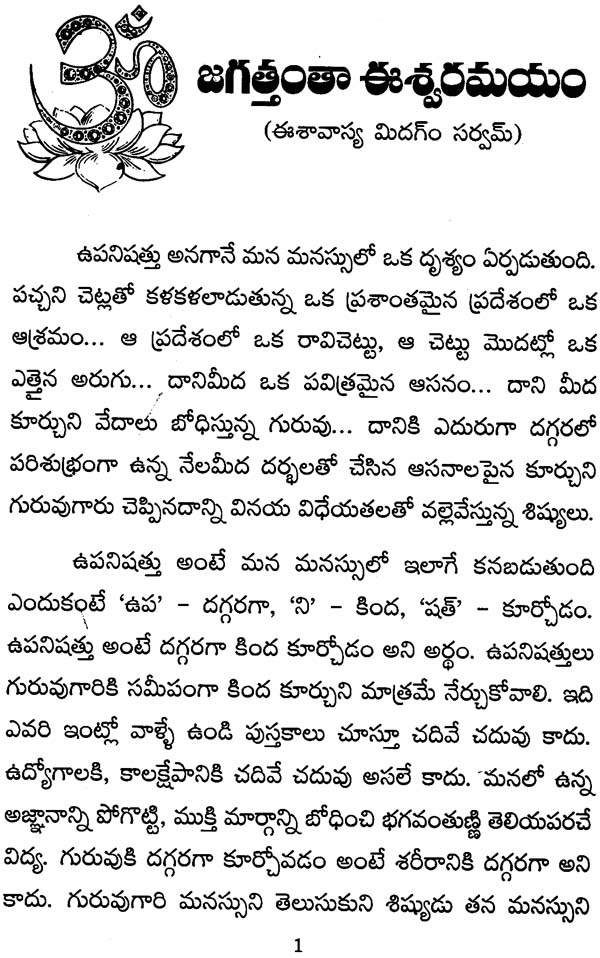 ॐ
జగత్తంతా ఈశ్వరమయం
(ఈశావాస్య మిదగ్ం సర్వమ్)
ఉపనిషత్తు అనగానే మన మనస్సులో ఒక దృశ్యం ఏర్పడుతుంది.
పచ్చని చెట్లతో కళకళలాడుతున్న ఒక ప్రశాంతమైన ప్రదేశంలో ఒక
ఆశ్రమం... ఆ ప్రదేశంలో ఒక రావిచెట్టు, ఆ చెట్టు మొదట్లో ఒక
ఎత్తైన అరుగు... దానిమీద ఒక పవిత్రమైన ఆసనం... దాని మీద
కూర్చుని వేదాలు బోధిస్తున్న గురువు... దానికి ఎదురుగా దగ్గరలో
పరిశుభ్రంగా ఉన్న నేలమీద దర్భలతో చేసిన ఆసనాలపైన కూర్చుని
గురువుగారు చెప్పినదాన్ని వినయ విధేయతలతో వల్లెవేస్తున్న శిష్యులు.
ఉపనిషత్తు అంటే మన మనస్సులో ఇలాగే కనబడుతుంది
ఎందుకంటే ‘ఉప’ – దగ్గరగా, ‘ని’ – కింద, ‘షత్’ – కూర్చోడం.
ఉపనిషత్తు అంటే దగ్గరగా కింద కూర్చోడం అని అర్థం. ఉపనిషత్తులు
గురువుగారికి సమీపంగా కింద కూర్చుని మాత్రమే నేర్చుకోవాలి. ఇది
ఎవరి ఇంట్లో వాళ్ళే ఉండి పుస్తకాలు చూస్తూ చదివే చదువు కాదు.
ఉద్యోగాలకి, కాలక్షేపానికి చదివే చదువు అసలే కాదు. మనలో ఉన్న
అజ్ఞానాన్ని పోగొట్టి, ముక్తి మార్గాన్ని బోధించి భగవంతుణ్ణి తెలియపరచే
విద్య. గురువుకి దగ్గరగా కూర్చోవడం అంటే శరీరానికి దగ్గరగా అని
కాదు. గురువుగారి మనస్సుని తెలుసుకుని శిష్యుడు తన మనస్సుని
1